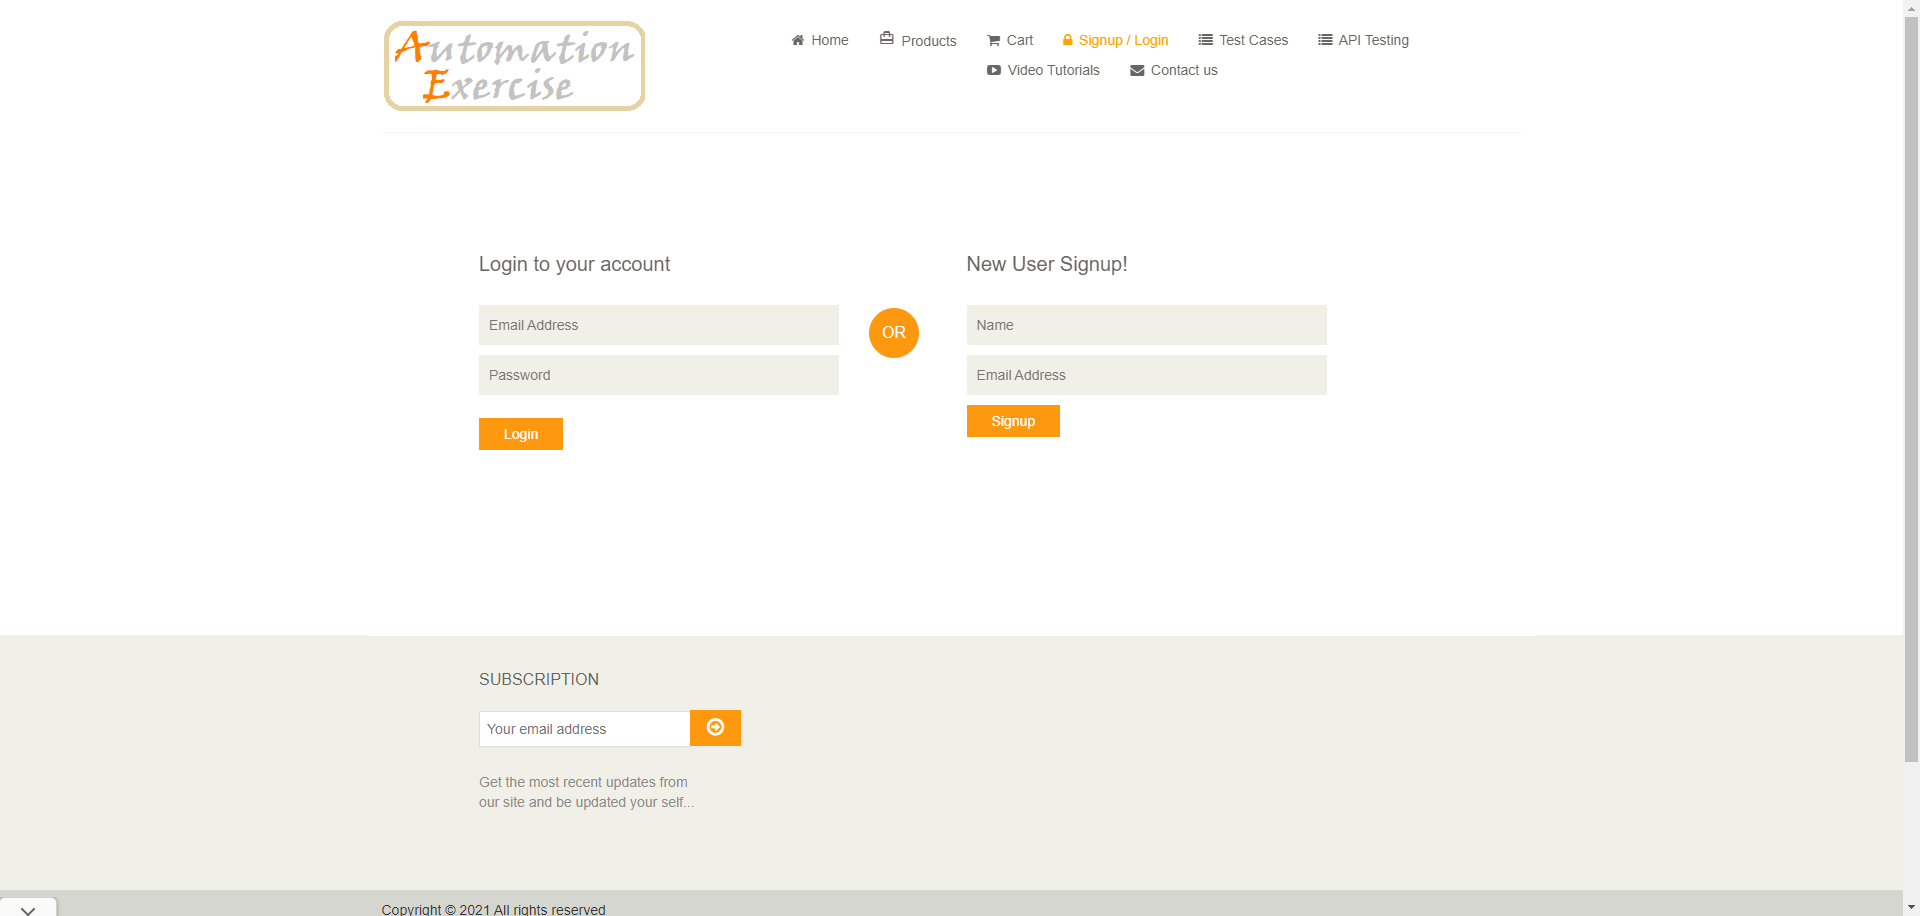 Automation
Exercise
Home
Products
Cart
Signup / Login
Test Cases
API Testing
Video Tutorials
Contact us
Login to your account
New User Signup!
Email Address
OR
Name
Password
Email Address
Login
Signup
SUBSCRIPTION
Your email address
Get the most recent updates from
our site and be updated your self...
Copyright © 2021 All rights reserved